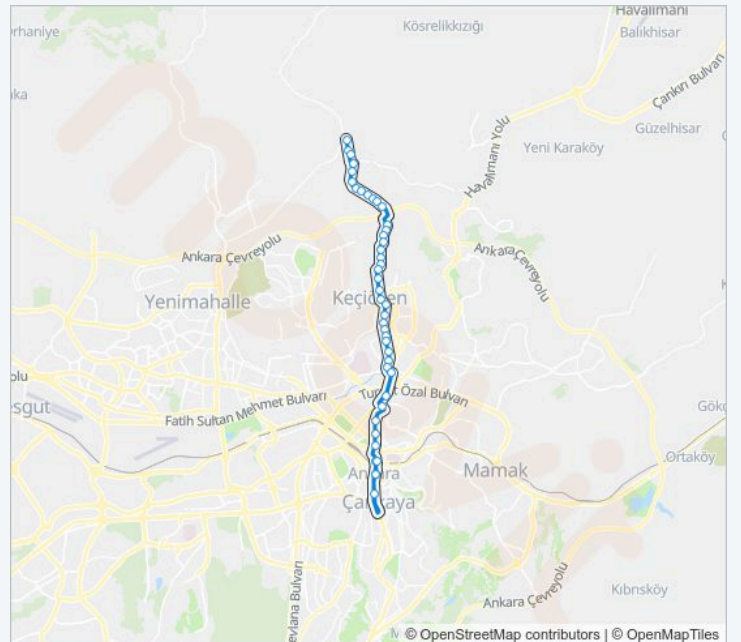 Havalimanı
Kösrelikkızığı
Balıkhisar
Çankırı Bulvarı
Güzelhisar
Yeni Karaköy
Havalimanı Yolu
Ankara Çevreyolu
Ankara Çevreyolu
Yenimahalle
Keçiören
Turgut Özal Bulvarı
Fatih Sultan Mehmet Bulvarı
Ortaköy
Mamak
Ankara
Çankaya
Ankara Çevreyolu
Kıbrısköy
© OpenStreetMap contributors | © OpenMapTiles